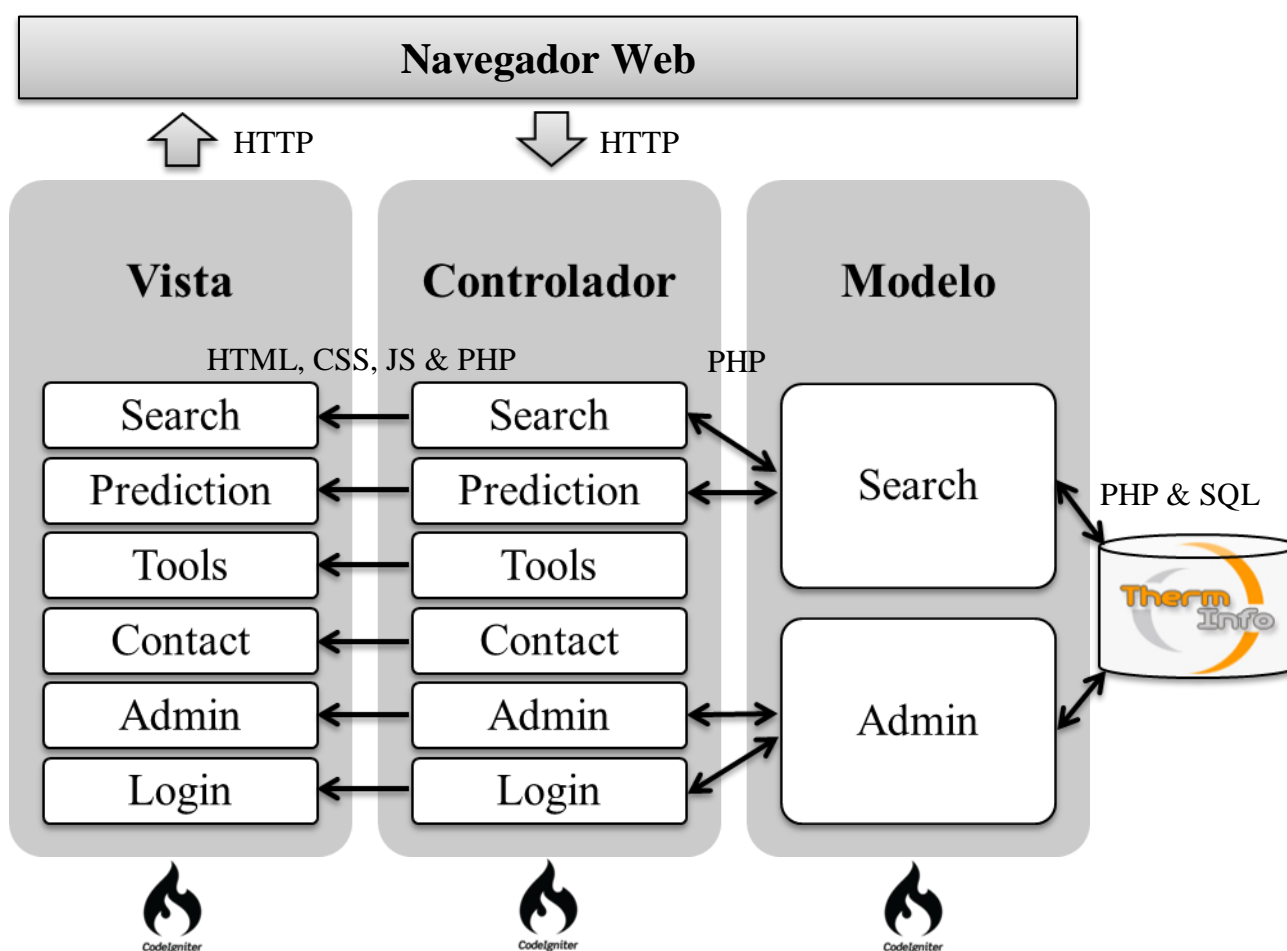 Navegador Web
HTTP
HTTP
Vista
Controlador
Modelo
HTML, CSS, JS & PHP
PHP
Search
Prediction
Tools
Contact
Admin
Login
Search
Prediction
Tools
Contact
Admin
Login
Search
Admin
PHP & SQL
Therm
Info
CodeIgniter
CodeIgniter
CodeIgniter